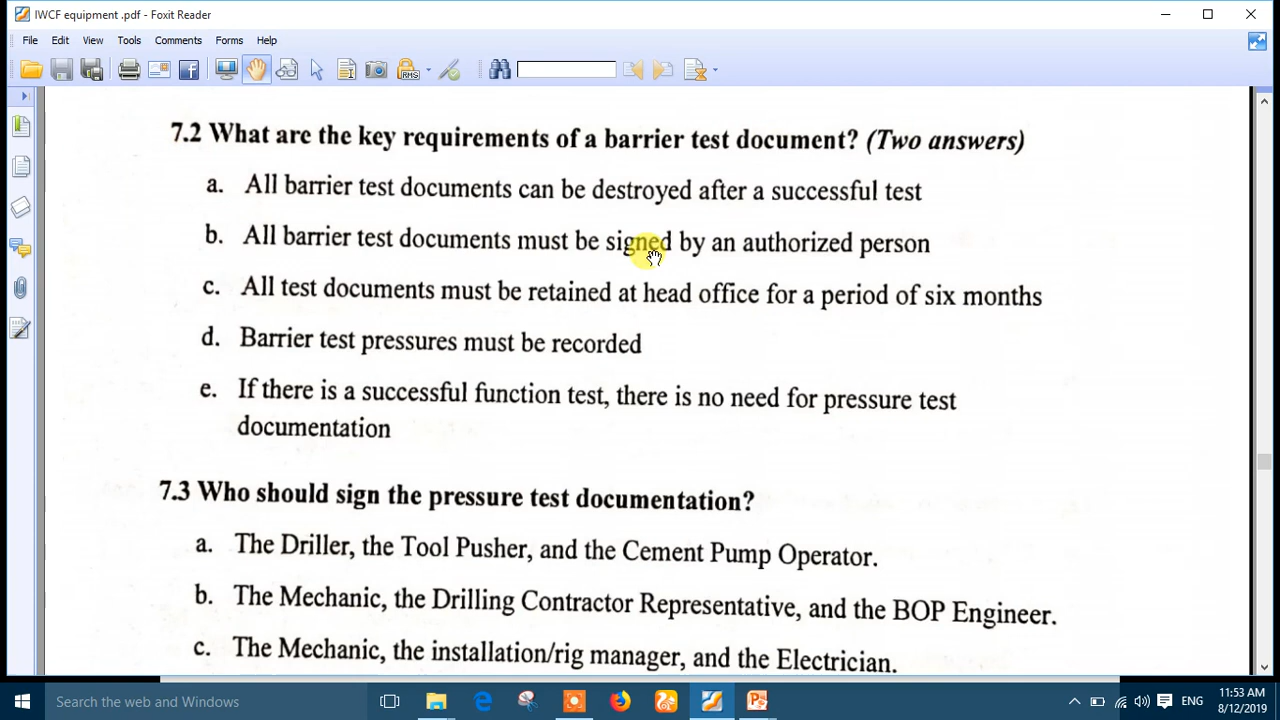 IWCF equipment .pdf - Foxit Reader
File Edit View Tools Comments Forms Help
RMS
7.2 What are the key requirements of a barrier test document? (Two answers)
a. All barrier test documents can be destroyed after a successful test
b. All barrier test documents must be signed by an authorized person
c. All test documents must be retained at head office for a period of six months
d. Barrier test pressures must be recorded
e. If there is a successful function test, there is no need for pressure test
documentation
7.3 Who should sign the pressure test documentation?
a. The Driller, the Tool Pusher, and the Cement Pump Operator.
b. The Mechanic, the Drilling Contractor Representative, and the BOP Engineer.
c. The Mechanic, the installation/rig manager, and the Electrician.
Search the web and Windows
ENG
11:53 AM
8/12/2019